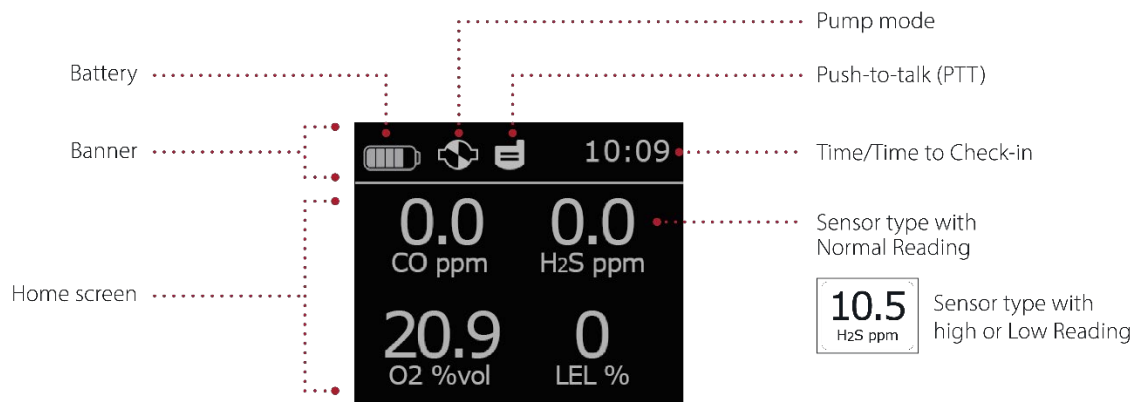 Pump mode
Battery
Push-to-talk (PTT)
Banner
10:09
Time/Time to Check-in
0.0
0.0
CO ppm
H2S ppm
Sensor type with
Normal Reading
Home screen
10.5
H2S ppm
Sensor type with
high or Low Reading
20.9
0
O2 %vol
LEL %